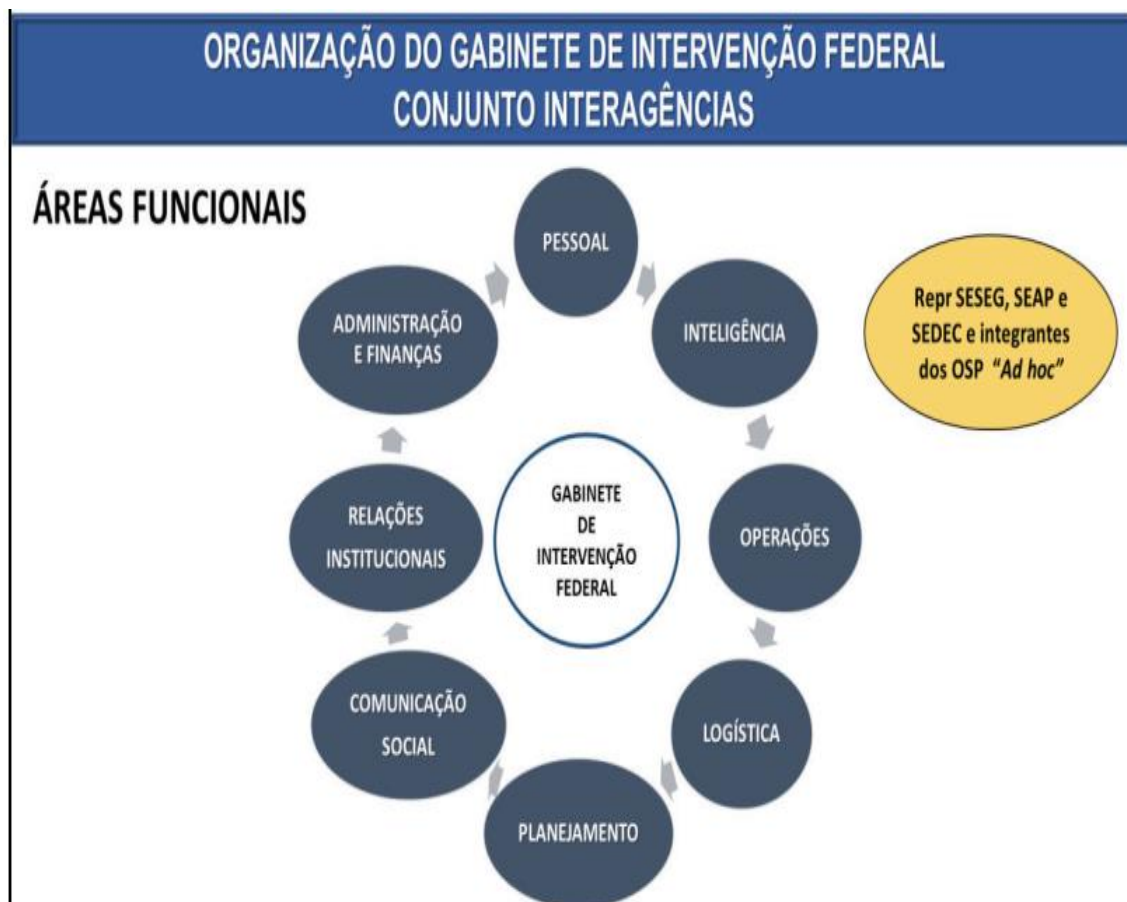 ORGANIZAÇÃO DO GABINETE DE INTERVENÇÃO FEDERAL
CONJUNTO INTERAGÊNCIAS
ÁREAS FUNCIONAIS
PESSOAL
INTELIGÊNCIA
OPERAÇÕES
LOGÍSTICA
PLANEJAMENTO
COMUNICAÇÃO
SOCIAL
RELAÇÕES
INSTITUCIONAIS
ADMINISTRAÇÃO
E FINANÇAS
GABINETE
DE
INTERVENÇÃO
FEDERAL
Repr SESEG, SEAP e
SEDEC e integrantes
dos OSP "Ad hoc"